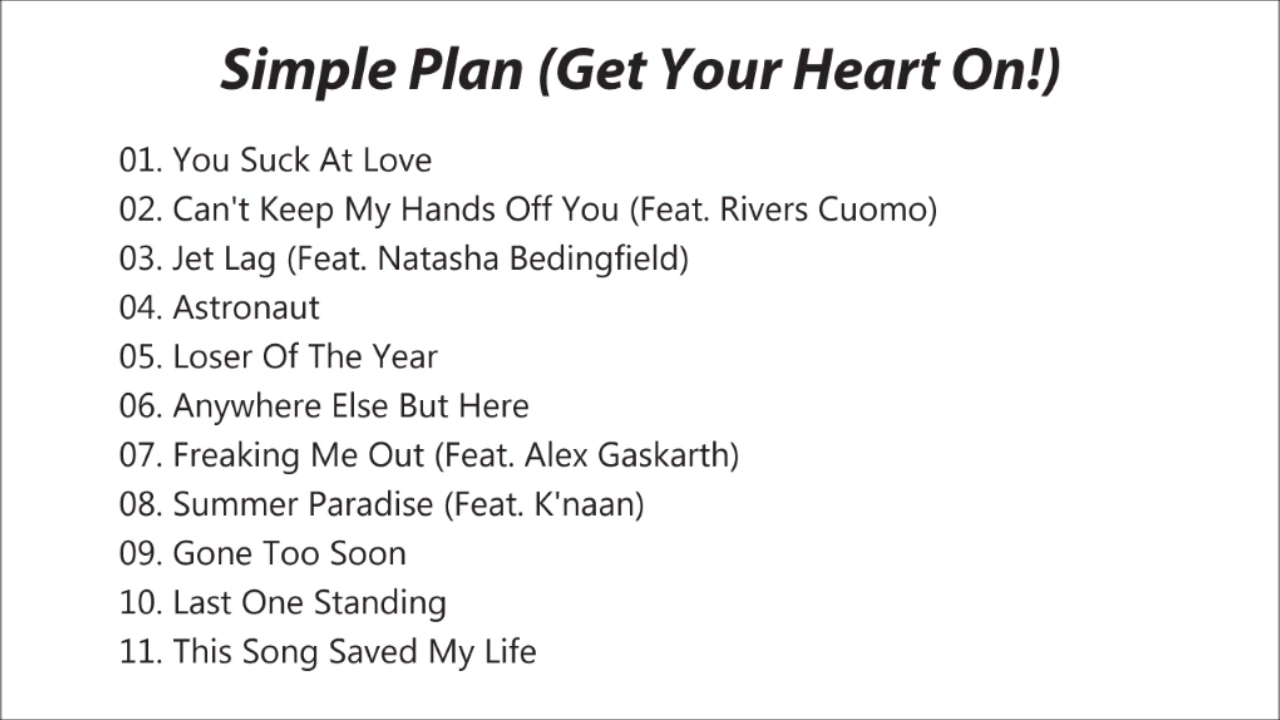 Simple Plan (Get Your Heart On!)
01. You Suck At Love
02. Can't Keep My Hands Off You (Feat. Rivers Cuomo)
03. Jet Lag (Feat. Natasha Bedingfield)
04. Astronaut
05. Loser Of The Year
06. Anywhere Else But Here
07. Freaking Me Out (Feat. Alex Gaskarth)
08. Summer Paradise (Feat. K'naan)
09. Gone Too Soon
10. Last One Standing
11. This Song Saved My Life